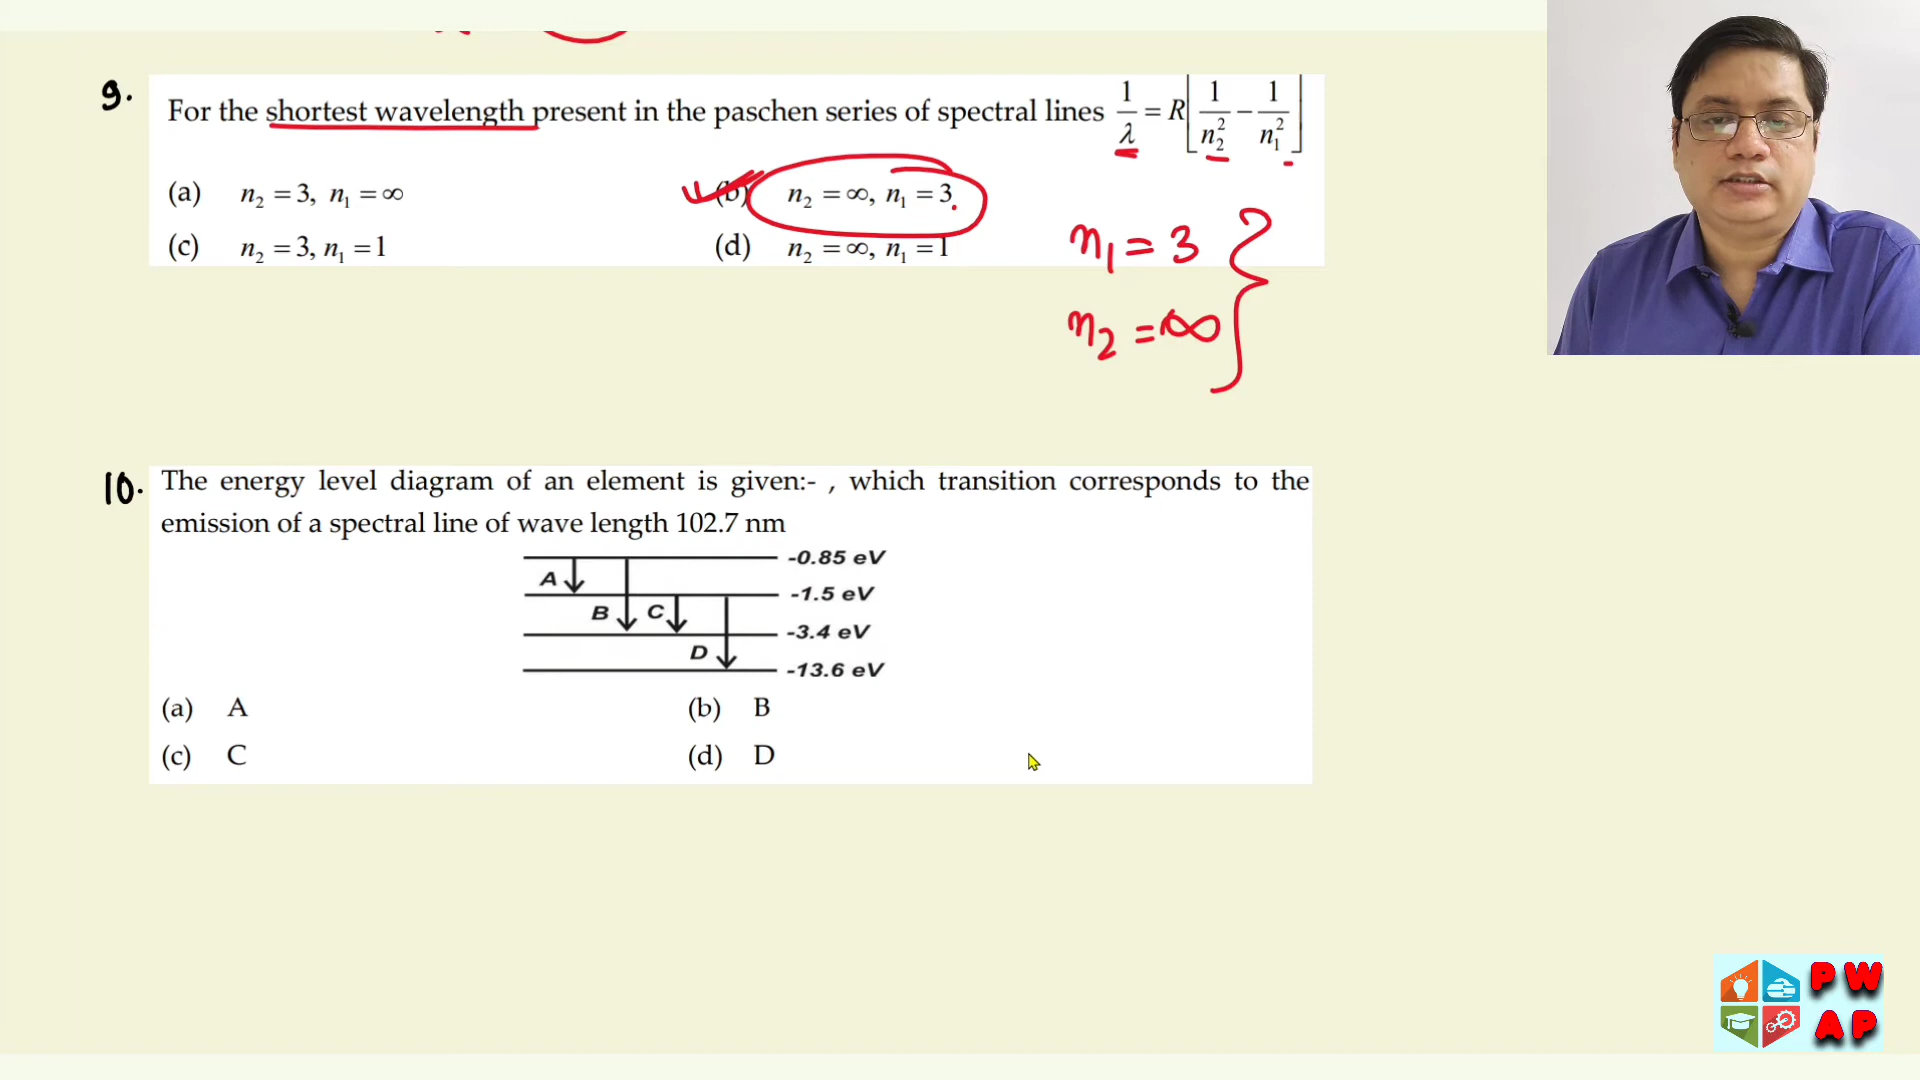 9.
For the shortest wavelength present in the paschen series of spectral lines 1/λ = R[1/n₂² − 1/n₁²]
(a) n₂ = 3, n₁ = ∞ (b) n₂ = ∞, n₁ = 3
(c) n₂ = 3, n₁ = 1 (d) n₂ = ∞, n₁ = 1
n₁ = 3
n₂ = ∞
10.
The energy level diagram of an element is given:- , which transition corresponds to the
emission of a spectral line of wave length 102.7 nm
-0.85 eV
A
-1.5 eV
B C
-3.4 eV
D
-13.6 eV
(a) A (b) B
(c) C (d) D
P W
A P